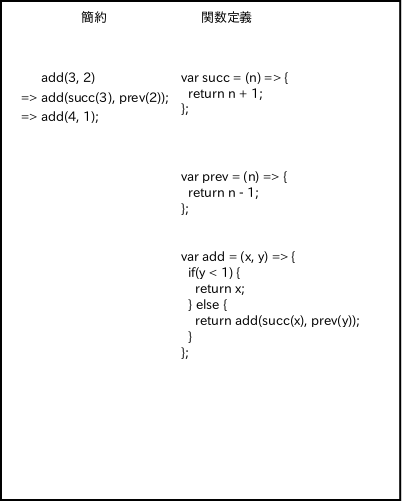 簡約
関数定義
add(3, 2)
=> add(succ(3), prev(2));
=> add(4, 1);
var succ = (n) => {
return n + 1;
};
var prev = (n) => {
return n - 1;
};
var add = (x, y) => {
if(y < 1) {
return x;
} else {
return add(succ(x), prev(y));
}
};